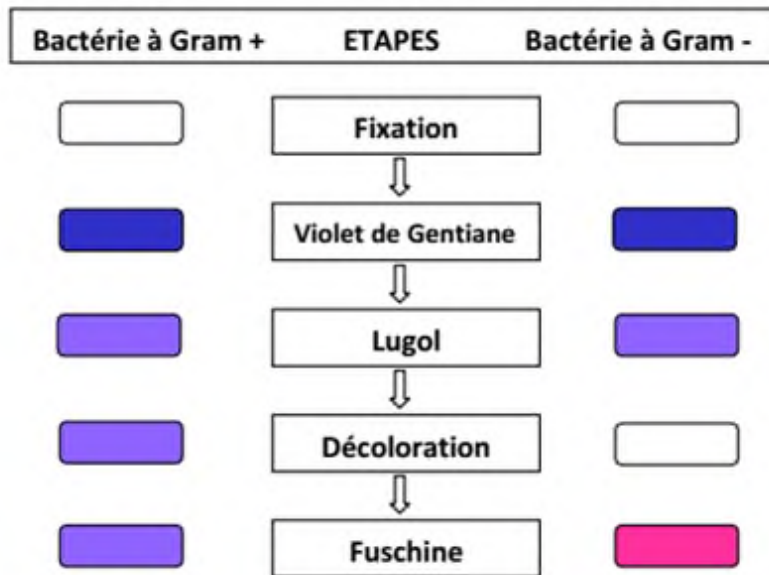 Bactérie à Gram + ETAPES Bactérie à Gram -
Fixation
Violet de Gentiane
Lugol
Décoloration
Fuschine